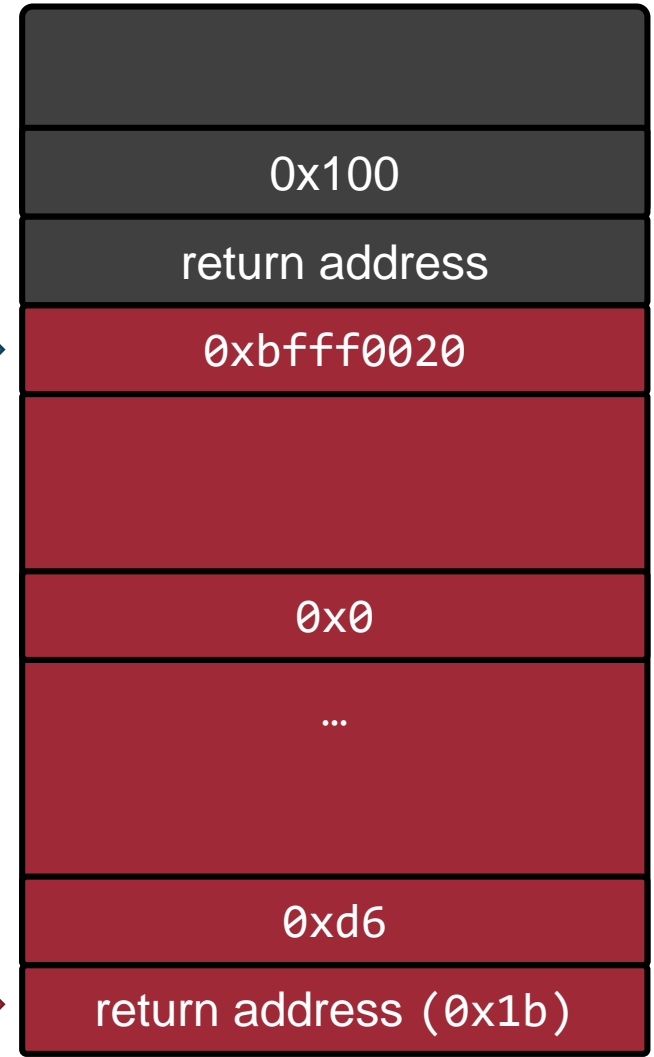 0x100
return address
0xbfff0020
0x0
…
0xd6
return address (0x1b)